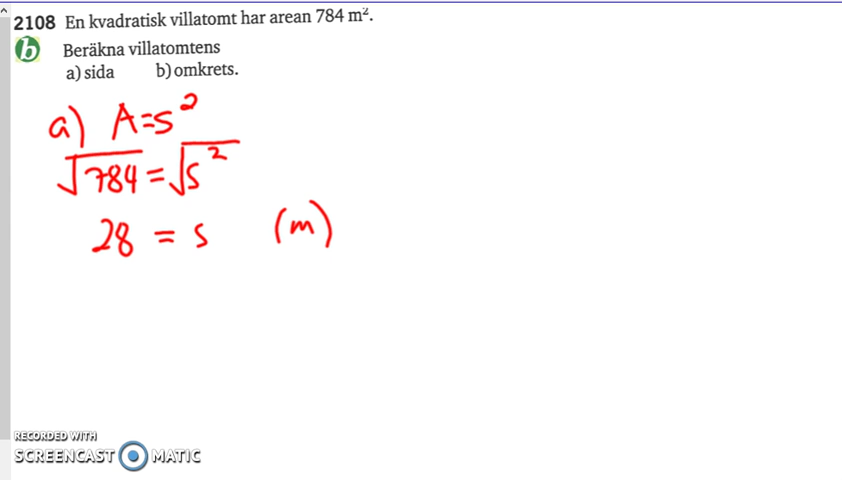 2108 En kvadratisk villatomt har arean 784 m².
b Beräkna villatomtens
a) sida b) omkrets.
a) A=s²
√784 = √s²
28 = s (m)
RECORDED WITH
SCREENCAST MATIC